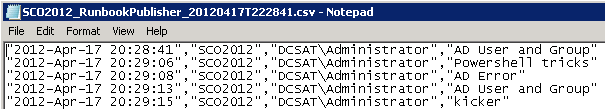 SCO2012_RunbookPublisher_20120417T222841.csv - Notepad
File Edit Format View Help
"2012-Apr-17 20:28:41","SCO2012","DCSAT\Administrator","AD User and Group"
"2012-Apr-17 20:29:06","SCO2012","DCSAT\Administrator","Powershell tricks"
"2012-Apr-17 20:29:08","SCO2012","DCSAT\Administrator","AD Error"
"2012-Apr-17 20:29:13","SCO2012","DCSAT\Administrator","AD User and Group"
"2012-Apr-17 20:29:15","SCO2012","DCSAT\Administrator","kicker"